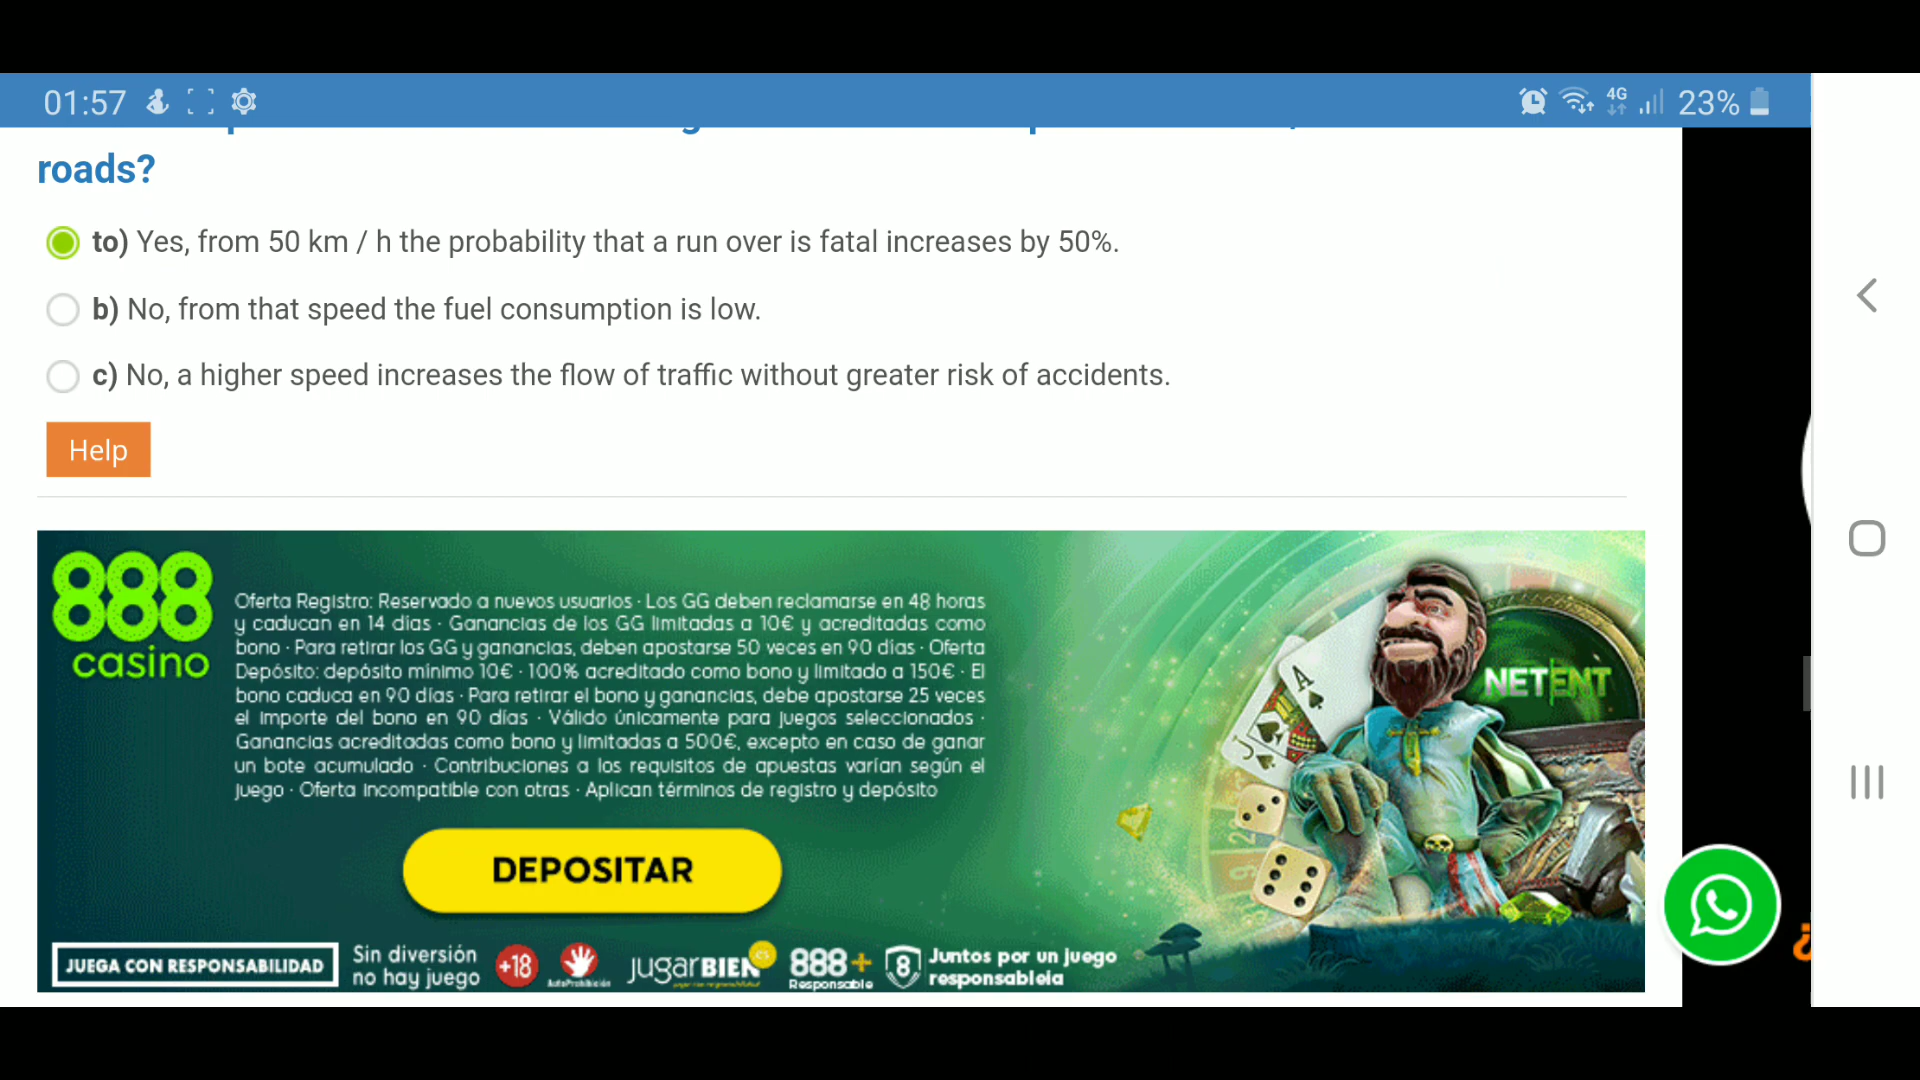 01:57
4G
23%
roads?
to) Yes, from 50 km / h the probability that a run over is fatal increases by 50%.
b) No, from that speed the fuel consumption is low.
c) No, a higher speed increases the flow of traffic without greater risk of accidents.
Help
888
casino
Oferta Registro: Reservado a nuevos usuarios · Los GG deben reclamarse en 48 horas
y caducan en 14 días · Ganancias de los GG limitadas a 10€ y acreditadas como
bono · Para retirar los GG y ganancias, deben apostarse 50 veces en 90 días · Oferta
Depósito: depósito mínimo 10€ · 100% acreditado como bono y limitado a 150€ · El
bono caduca en 90 días · Para retirar el bono y ganancias, debe apostarse 25 veces
el importe del bono en 90 días · Válido únicamente para juegos seleccionados ·
Ganancias acreditadas como bono y limitadas a 500€, excepto en caso de ganar
un bote acumulado · Contribuciones a los requisitos de apuestas varían según el
juego · Oferta incompatible con otras · Aplican términos de registro y depósito
A
J
NETENT
DEPOSITAR
JUEGA CON RESPONSABILIDAD
Sin diversión
no hay juego
+18
AutoProhibición
jugarBIEN
es
888+
Responsable
8
Juntos por un juego
responsableia
¿